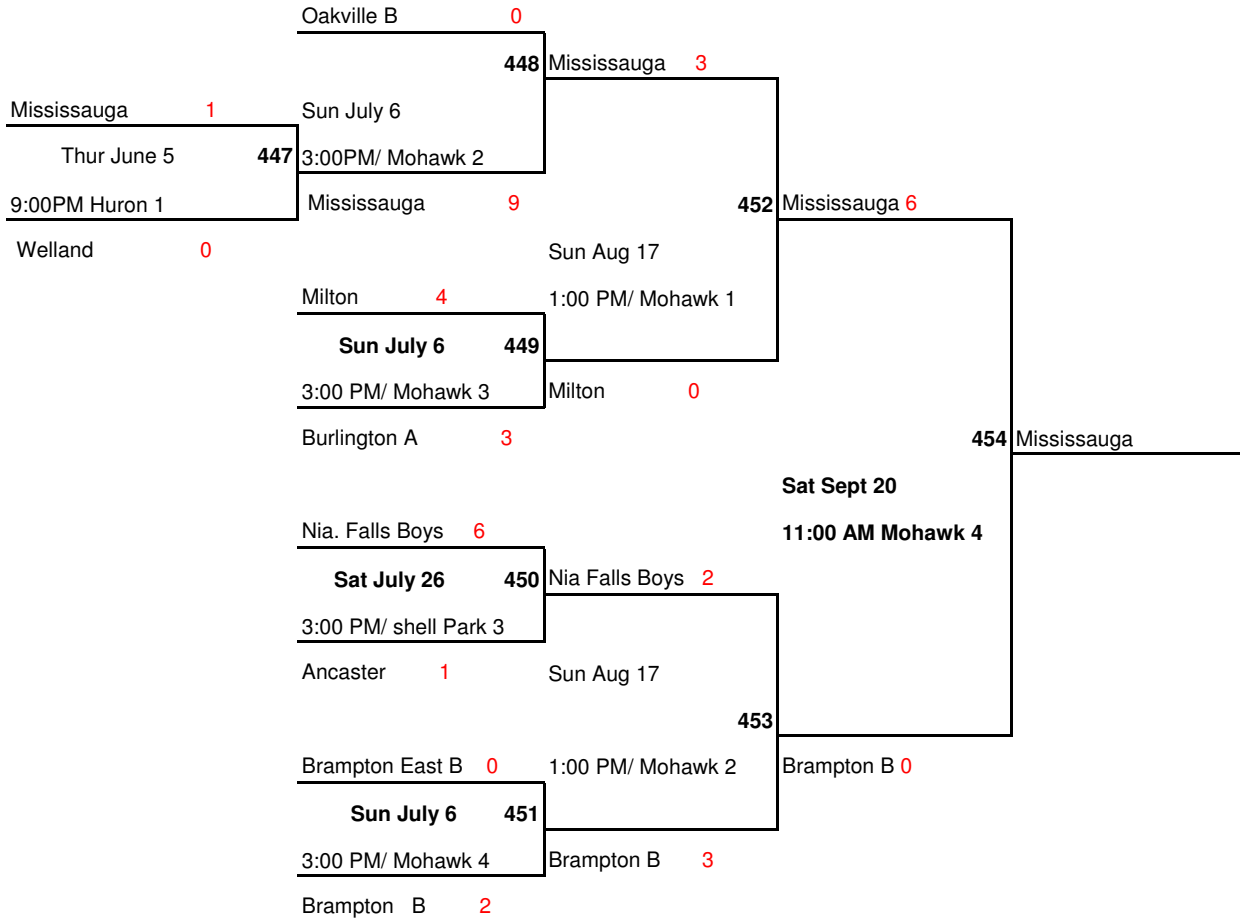 Oakville B 0
448 Mississauga 3
Mississauga 1 Sun July 6
Thur June 5 447 3:00PM/ Mohawk 2
9:00PM Huron 1 Mississauga 9 452 Mississauga 6
Welland 0 Sun Aug 17
Milton 4 1:00 PM/ Mohawk 1
Sun July 6 449
3:00 PM/ Mohawk 3 Milton 0
Burlington A 3 454 Mississauga
Sat Sept 20
Nia. Falls Boys 6 11:00 AM Mohawk 4
Sat July 26 450 Nia Falls Boys 2
3:00 PM/ shell Park 3
Ancaster 1 Sun Aug 17
453
Brampton East B 0 1:00 PM/ Mohawk 2 Brampton B 0
Sun July 6 451
3:00 PM/ Mohawk 4 Brampton B 3
Brampton B 2